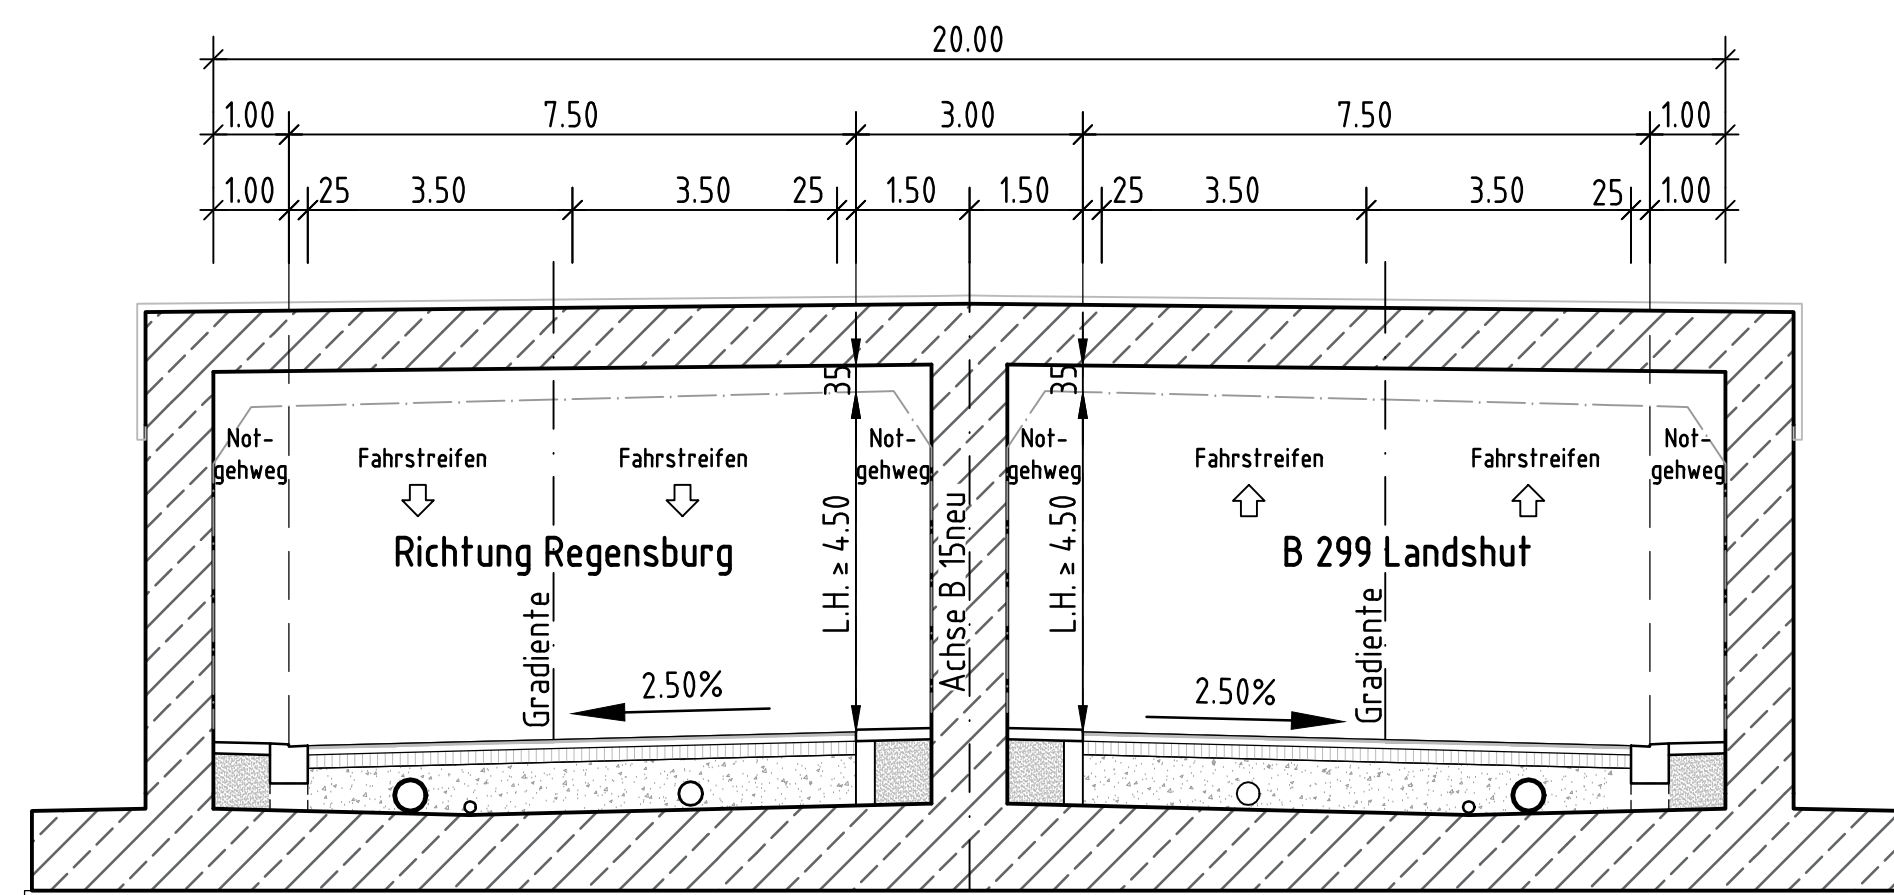 20.00
1.00 7.50 3.00 7.50 1.00
1.00 25 3.50 3.50 25 1.50 1.50 25 3.50 3.50 25 1.00
35 35
Not-
gehweg
Fahrstreifen
Fahrstreifen
Not-
gehweg
Not-
gehweg
Fahrstreifen
Fahrstreifen
Not-
gehweg
Richtung Regensburg
B 299 Landshut
L.H. ≥ 4.50
Achse B 15neu
L.H. ≥ 4.50
Gradiente
Gradiente
2.50%
2.50%